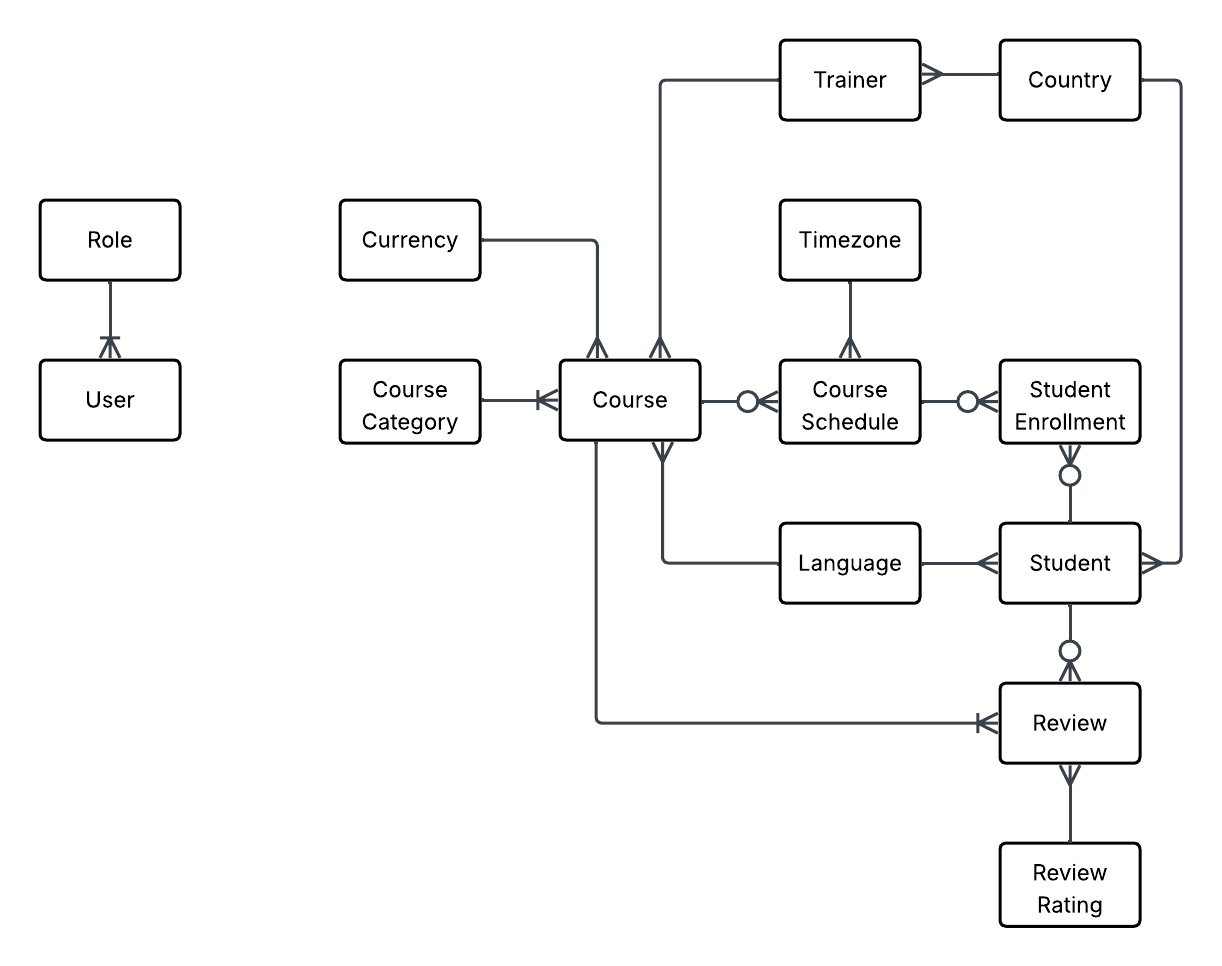 Trainer
Country
Role
Currency
Timezone
User
Course
Category
Course
Course
Schedule
Student
Enrollment
Language
Student
Review
Review
Rating